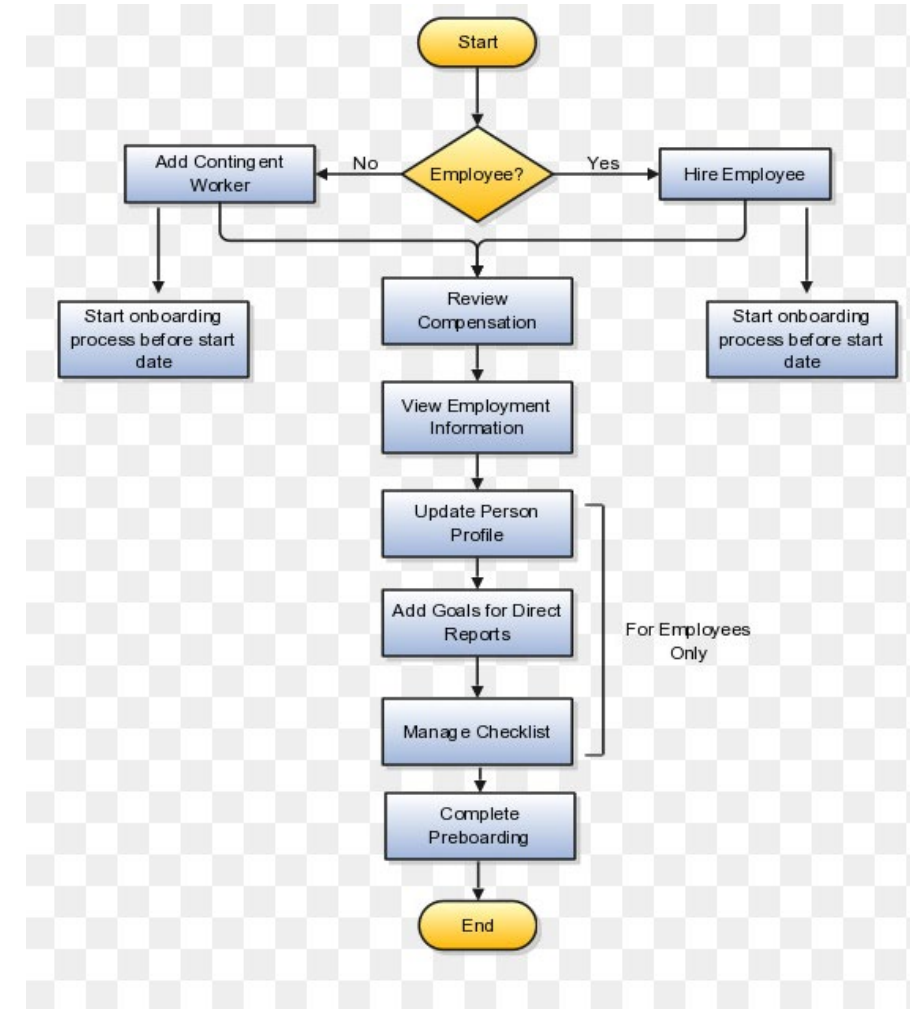 Start
Add Contingent
Worker
No
Employee?
Yes
Hire Employee
Start onboarding
process before start
date
Review
Compensation
Start onboarding
process before start
date
View Employment
Information
Update Person
Profile
Add Goals for Direct
Reports
For Employees
Only
Manage Checklist
Complete
Preboarding
End